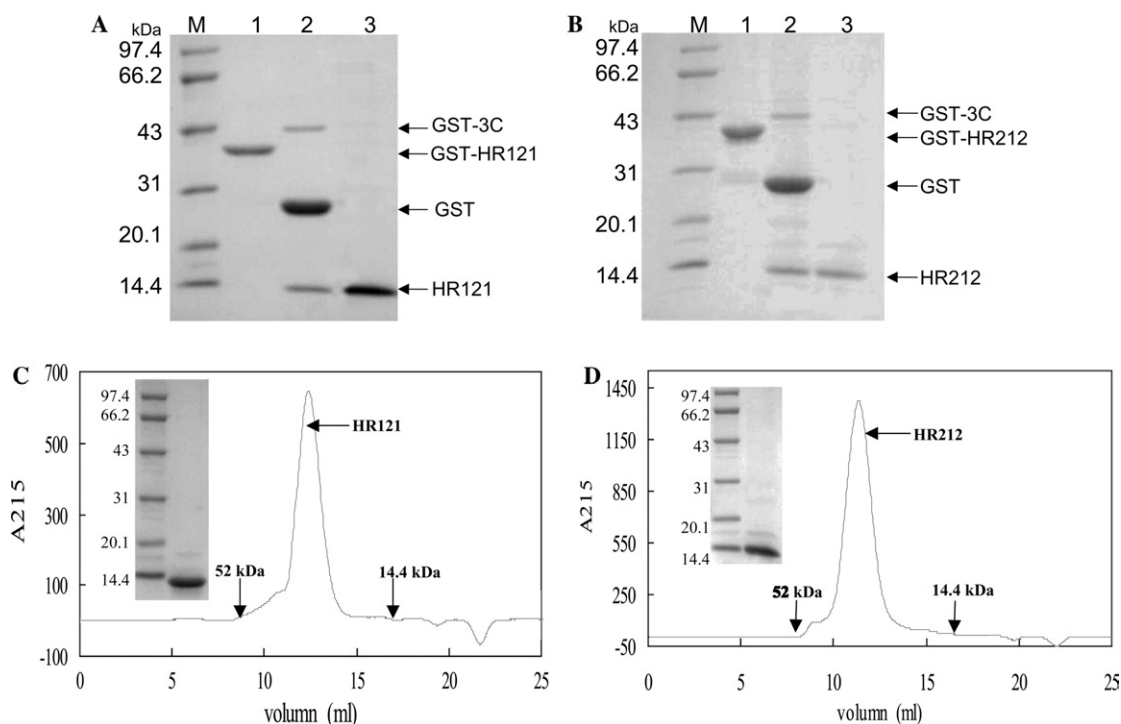 A
kDa M 1 2 3
97.4
66.2
43
31
20.1
14.4
GST-3C
GST-HR121
GST
HR121
B
kDa M 1 2 3
97.4
66.2
43
31
20.1
14.4
GST-3C
GST-HR212
GST
HR212
C
700
500
300
100
-100
A215
97.4
66.2
43
31
20.1
14.4
HR121
52 kDa
14.4 kDa
0 5 10 15 20 25
volumn (ml)
D
1450
1150
850
550
250
-50
A215
97.4
66.2
43
31
20.1
14.4
HR212
52 kDa
14.4 kDa
0 5 10 15 20 25
volumn (ml)